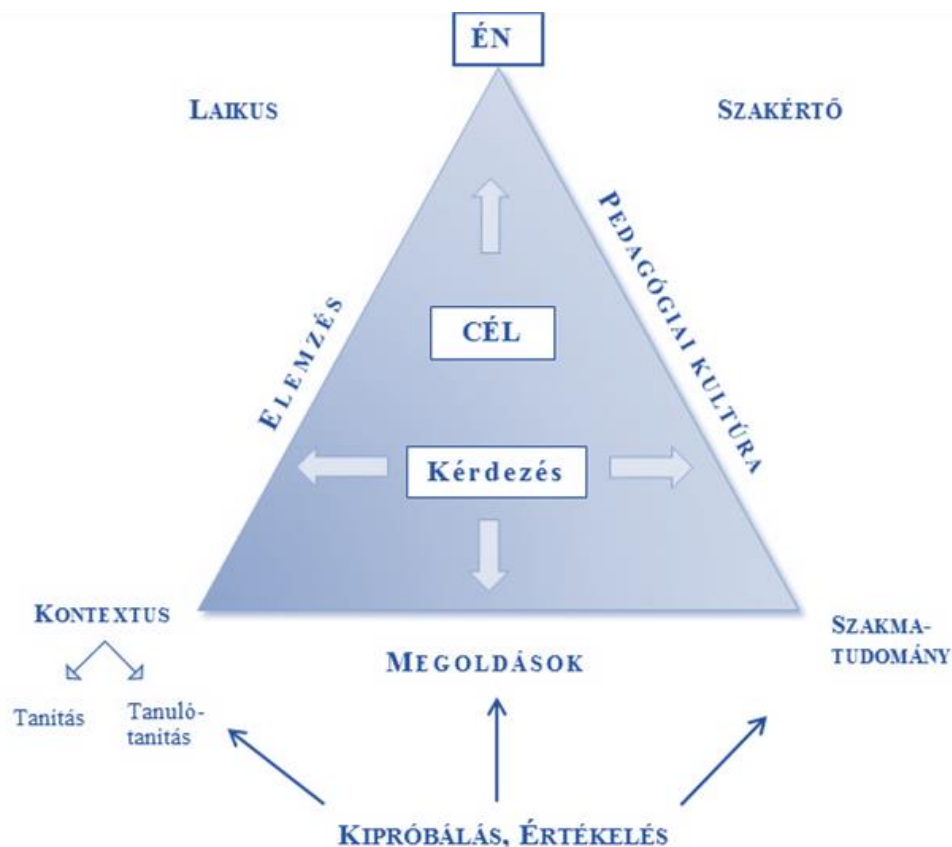 ÉN
LAIKUS
SZAKÉRTŐ
ELEMZÉS
PEDAGÓGIAI KULTÚRA
CÉL
Kérdezés
KONTEXTUS
Tanítás
Tanuló-
tanítás
MEGOLDÁSOK
SZAKMA-
TUDOMÁNY
KIPRÓBÁLÁS, ÉRTÉKELÉS